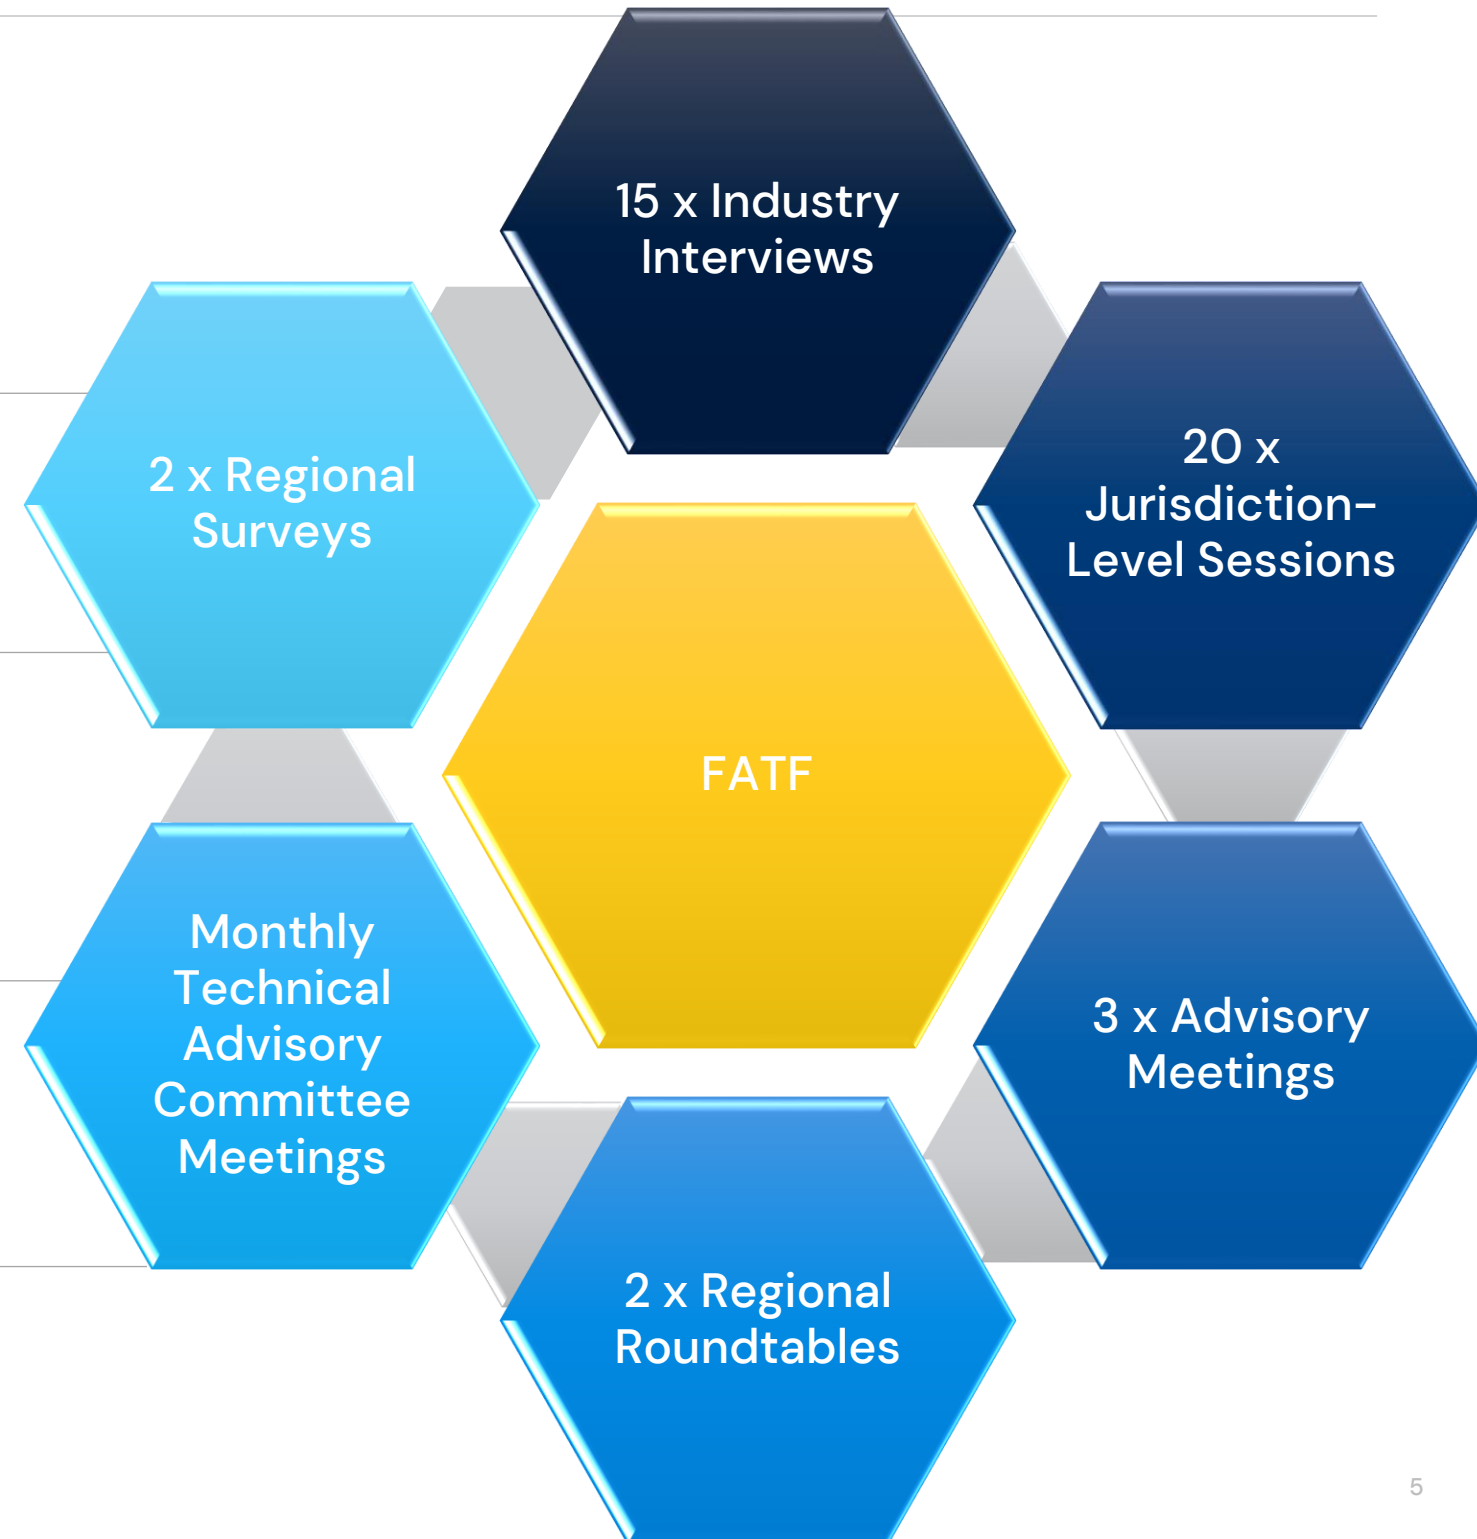 15 x Industry
Interviews
20 x
Jurisdiction-
Level Sessions
2 x Regional
Surveys
FATF
Monthly
Technical
Advisory
Committee
Meetings
3 x Advisory
Meetings
2 x Regional
Roundtables
5